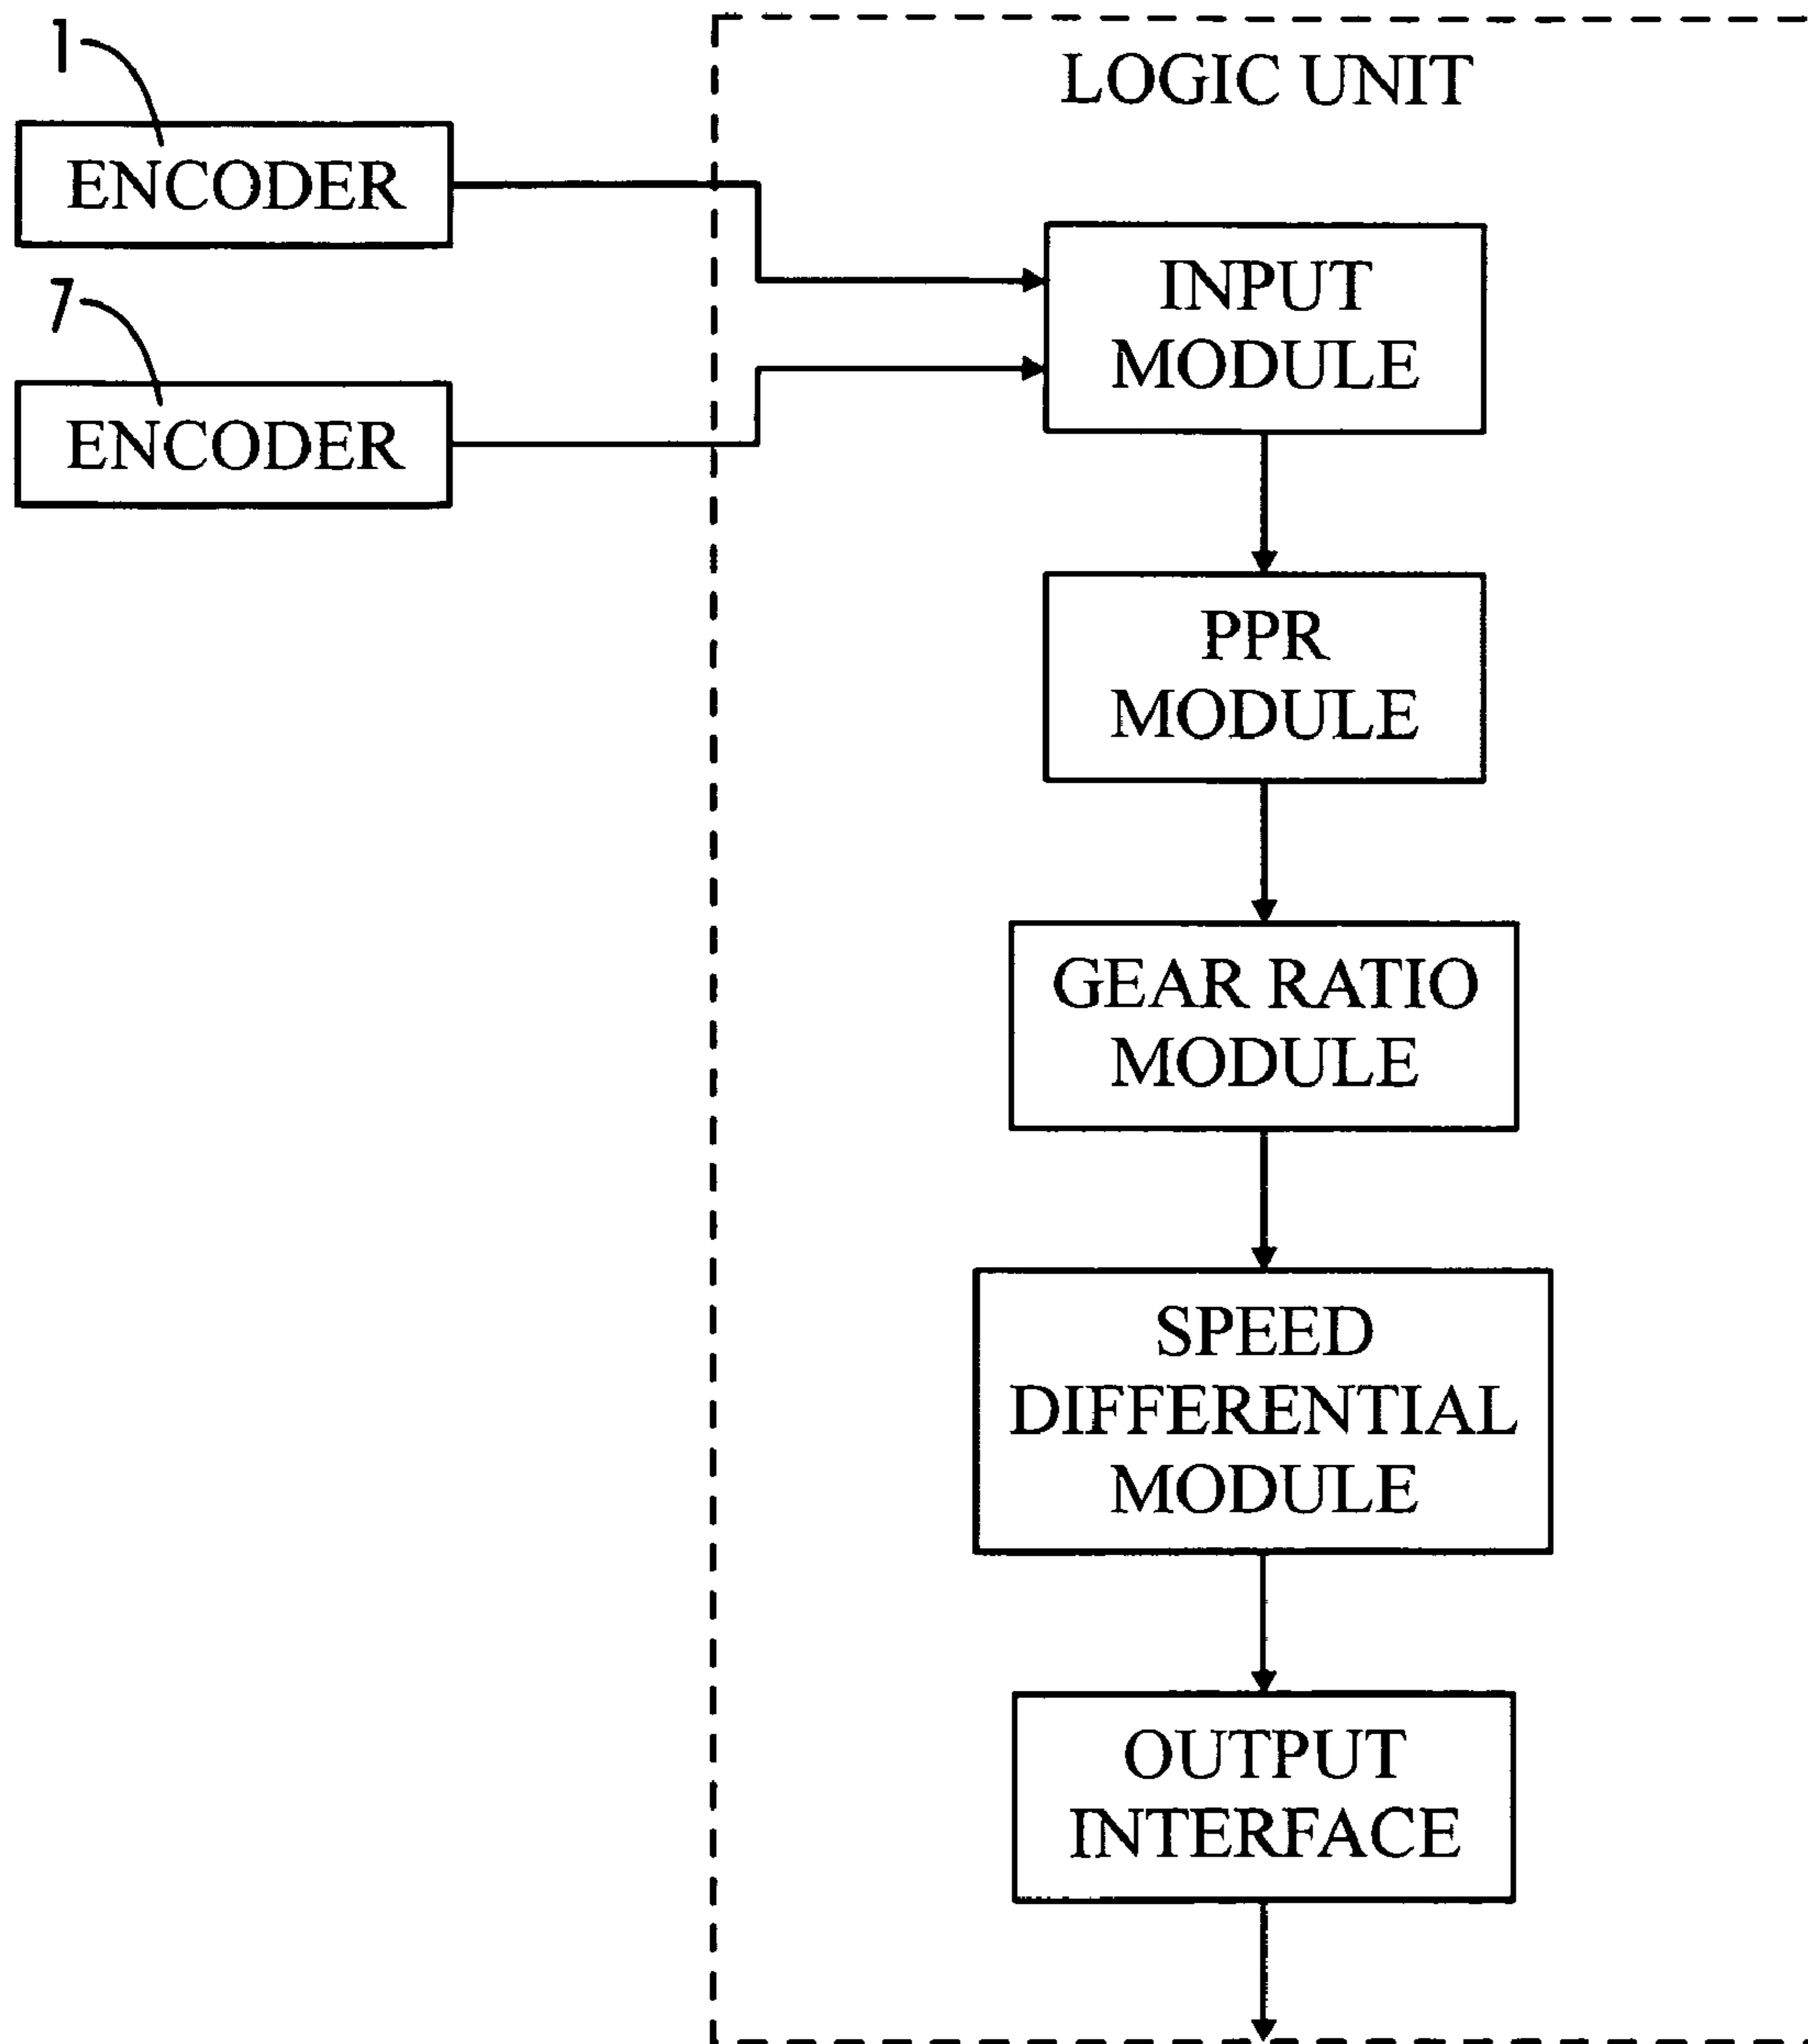 1
LOGIC UNIT
ENCODER
INPUT
MODULE
7
ENCODER
PPR
MODULE
GEAR RATIO
MODULE
SPEED
DIFFERENTIAL
MODULE
OUTPUT
INTERFACE